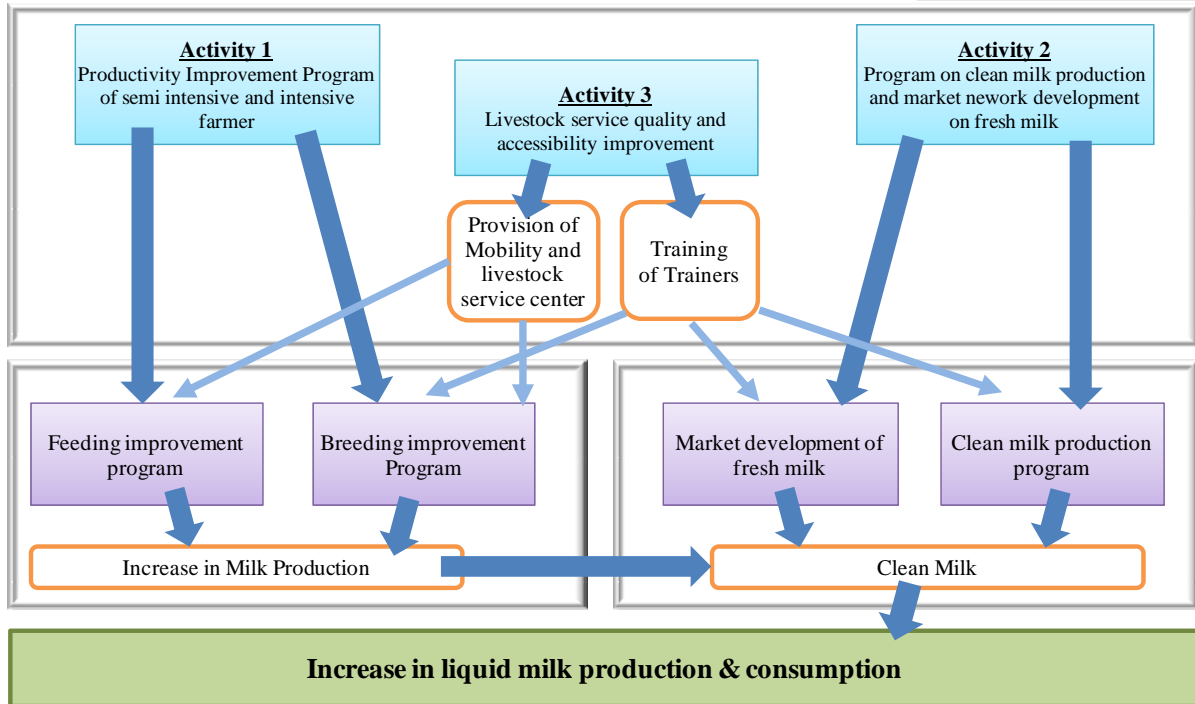 Activity 1
Productivity Improvement Program
of semi intensive and intensive
farmer
Activity 3
Livestock service quality and
accessibility improvement
Activity 2
Program on clean milk production
and market nework development
on fresh milk
Provision of
Mobility and
livestock
service center
Training
of Trainers
Feeding improvement
program
Breeding improvement
Program
Market development of
fresh milk
Clean milk production
program
Increase in Milk Production
Clean Milk
Increase in liquid milk production & consumption